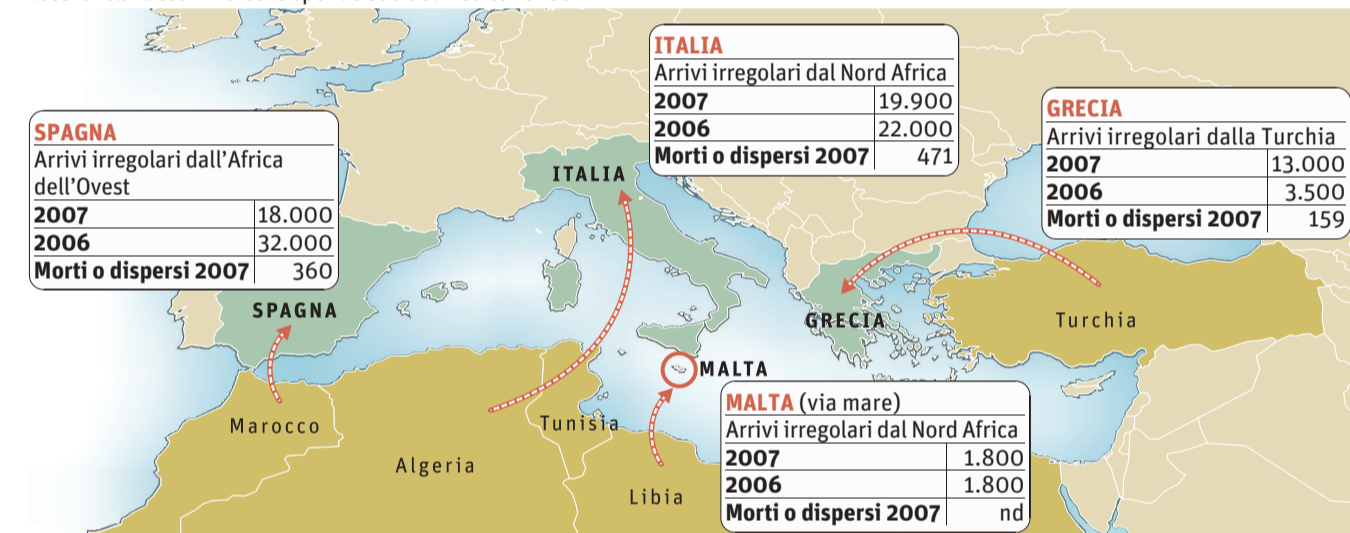 SPAGNA
Arrivi irregolari dall'Africa
dell'Ovest
2007 18.000
2006 32.000
Morti o dispersi 2007 360
ITALIA
Arrivi irregolari dal Nord Africa
2007 19.900
2006 22.000
Morti o dispersi 2007 471
GRECIA
Arrivi irregolari dalla Turchia
2007 13.000
2006 3.500
Morti o dispersi 2007 159
ITALIA
SPAGNA
GRECIA
Turchia
MALTA
Marocco
Algeria
Tunisia
Libia
MALTA (via mare)
Arrivi irregolari dal Nord Africa
2007 1.800
2006 1.800
Morti o dispersi 2007 nd